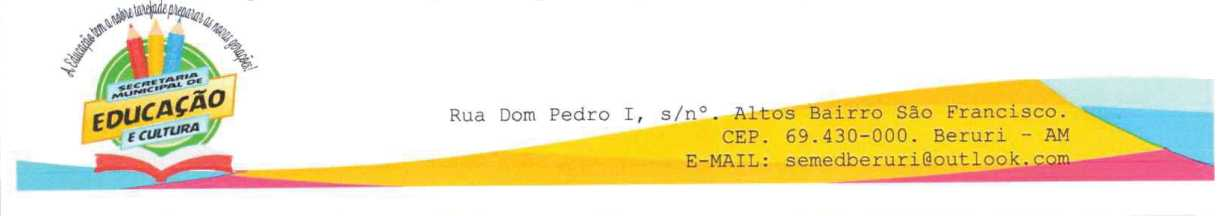 A Educação tem a nobre tarefa de preparar as novas gerações!
SECRETARIA
MUNICIPAL DE
EDUCAÇÃO
E CULTURA
Rua Dom Pedro I, s/nº. Altos Bairro São Francisco.
CEP. 69.430-000. Beruri - AM
E-MAIL: semedberuri@outlook.com